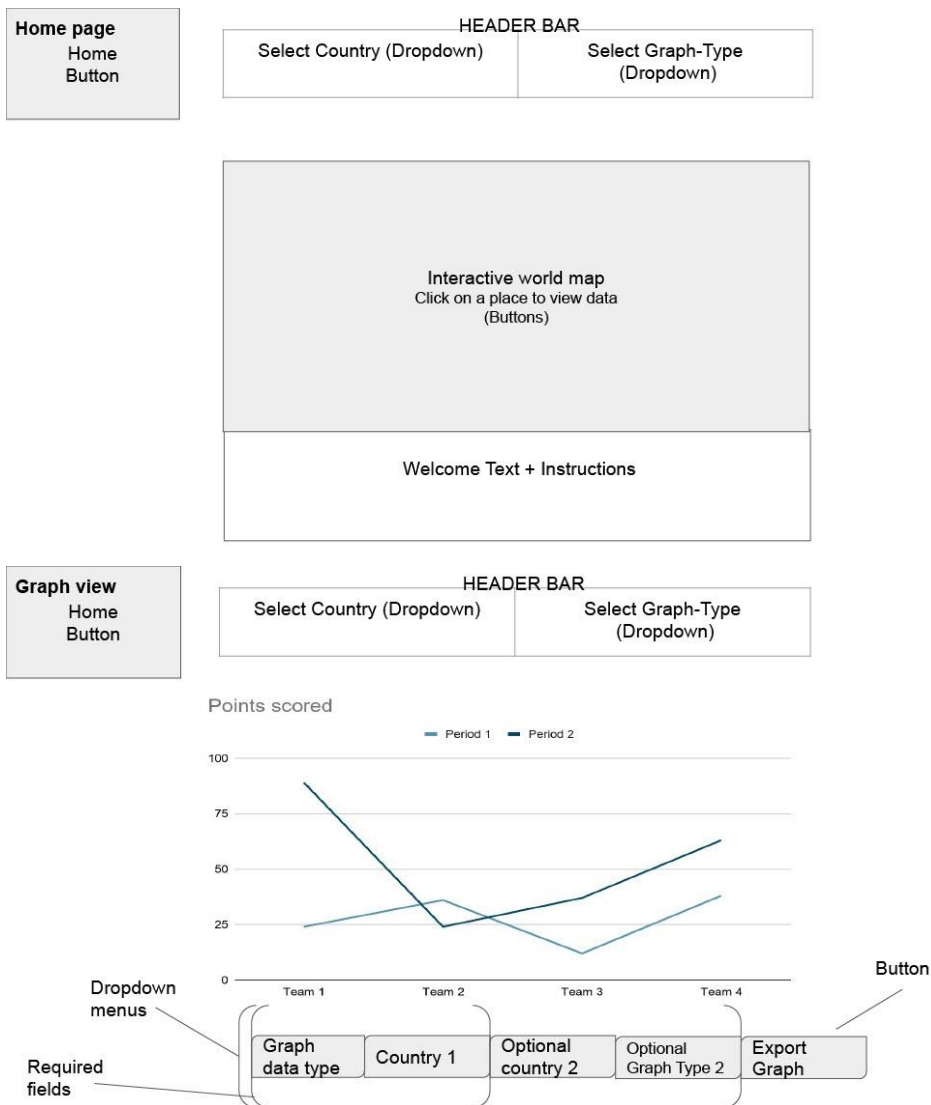 Home page
Home
Button
HEADER BAR
Select Country (Dropdown)
Select Graph-Type
(Dropdown)
Interactive world map
Click on a place to view data
(Buttons)
Welcome Text + Instructions
Graph view
Home
Button
HEADER BAR
Select Country (Dropdown)
Select Graph-Type
(Dropdown)
Points scored
Period 1
Period 2
100
75
50
25
0
Team 1
Team 2
Team 3
Team 4
Button
Dropdown
menus
Required
fields
Graph
data type
Country 1
Optional
country 2
Optional
Graph Type 2
Export
Graph